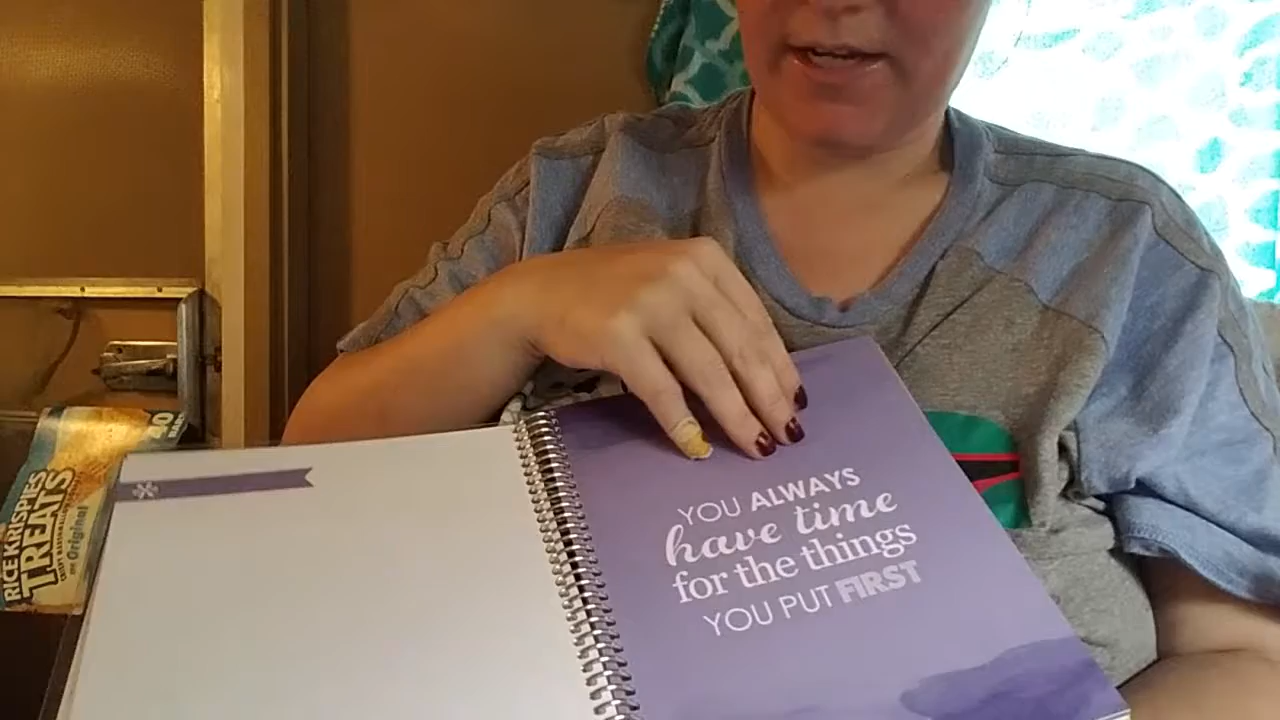 YOU ALWAYS
have time
for the things
YOU PUT FIRST
RICE KRISPIES
TREATS
Original